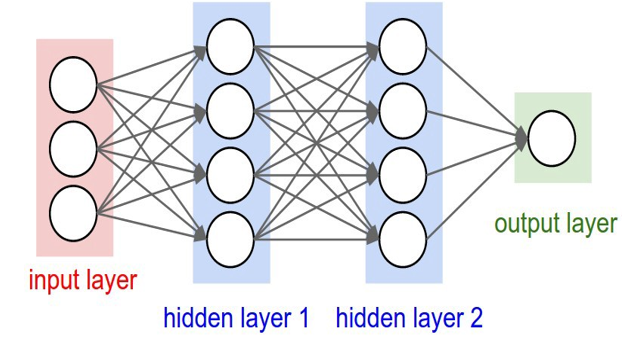 input layer
hidden layer 1
hidden layer 2
output layer